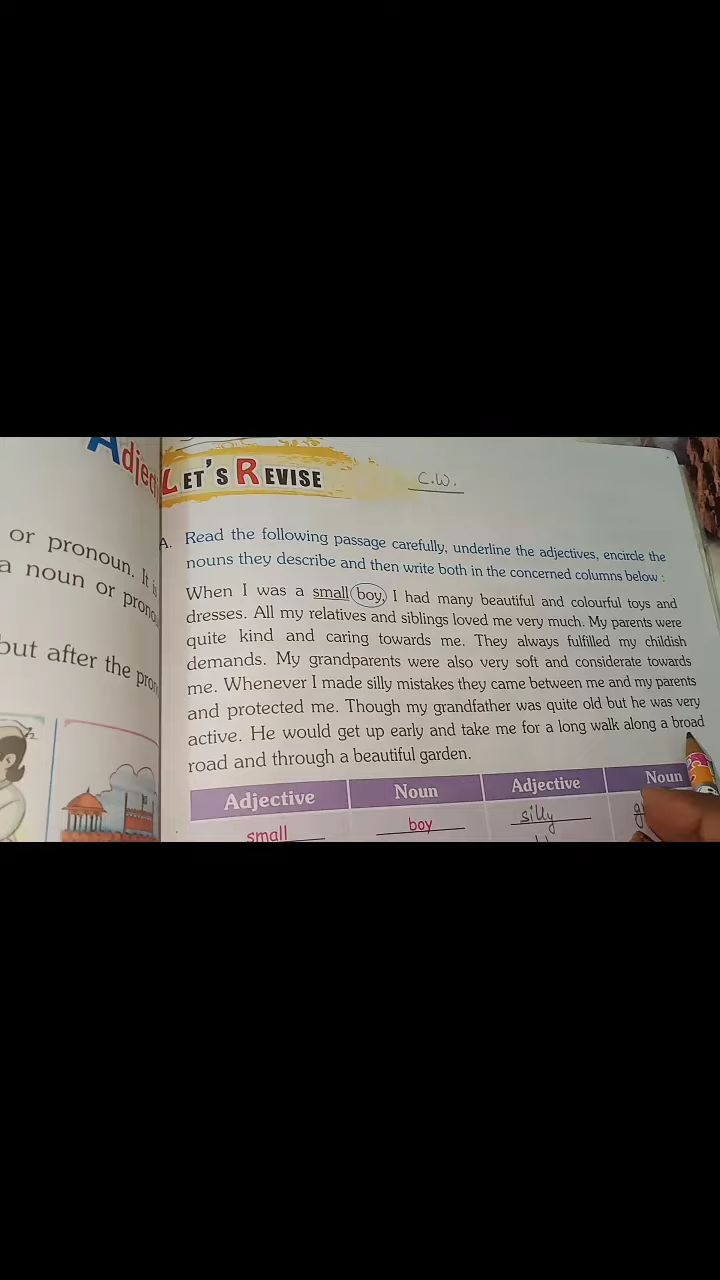 Adjec
or pronoun. It is
a noun or prono
but after the pron
LET'S REVISE
C.W.
A. Read the following passage carefully, underline the adjectives, encircle the
nouns they describe and then write both in the concerned columns below :
When I was a small boy, I had many beautiful and colourful toys and
dresses. All my relatives and siblings loved me very much. My parents were
quite kind and caring towards me. They always fulfilled my childish
demands. My grandparents were also very soft and considerate towards
me. Whenever I made silly mistakes they came between me and my parents
and protected me. Though my grandfather was quite old but he was very
active. He would get up early and take me for a long walk along a broad
road and through a beautiful garden.
Adjective Noun Adjective Noun
small boy silly